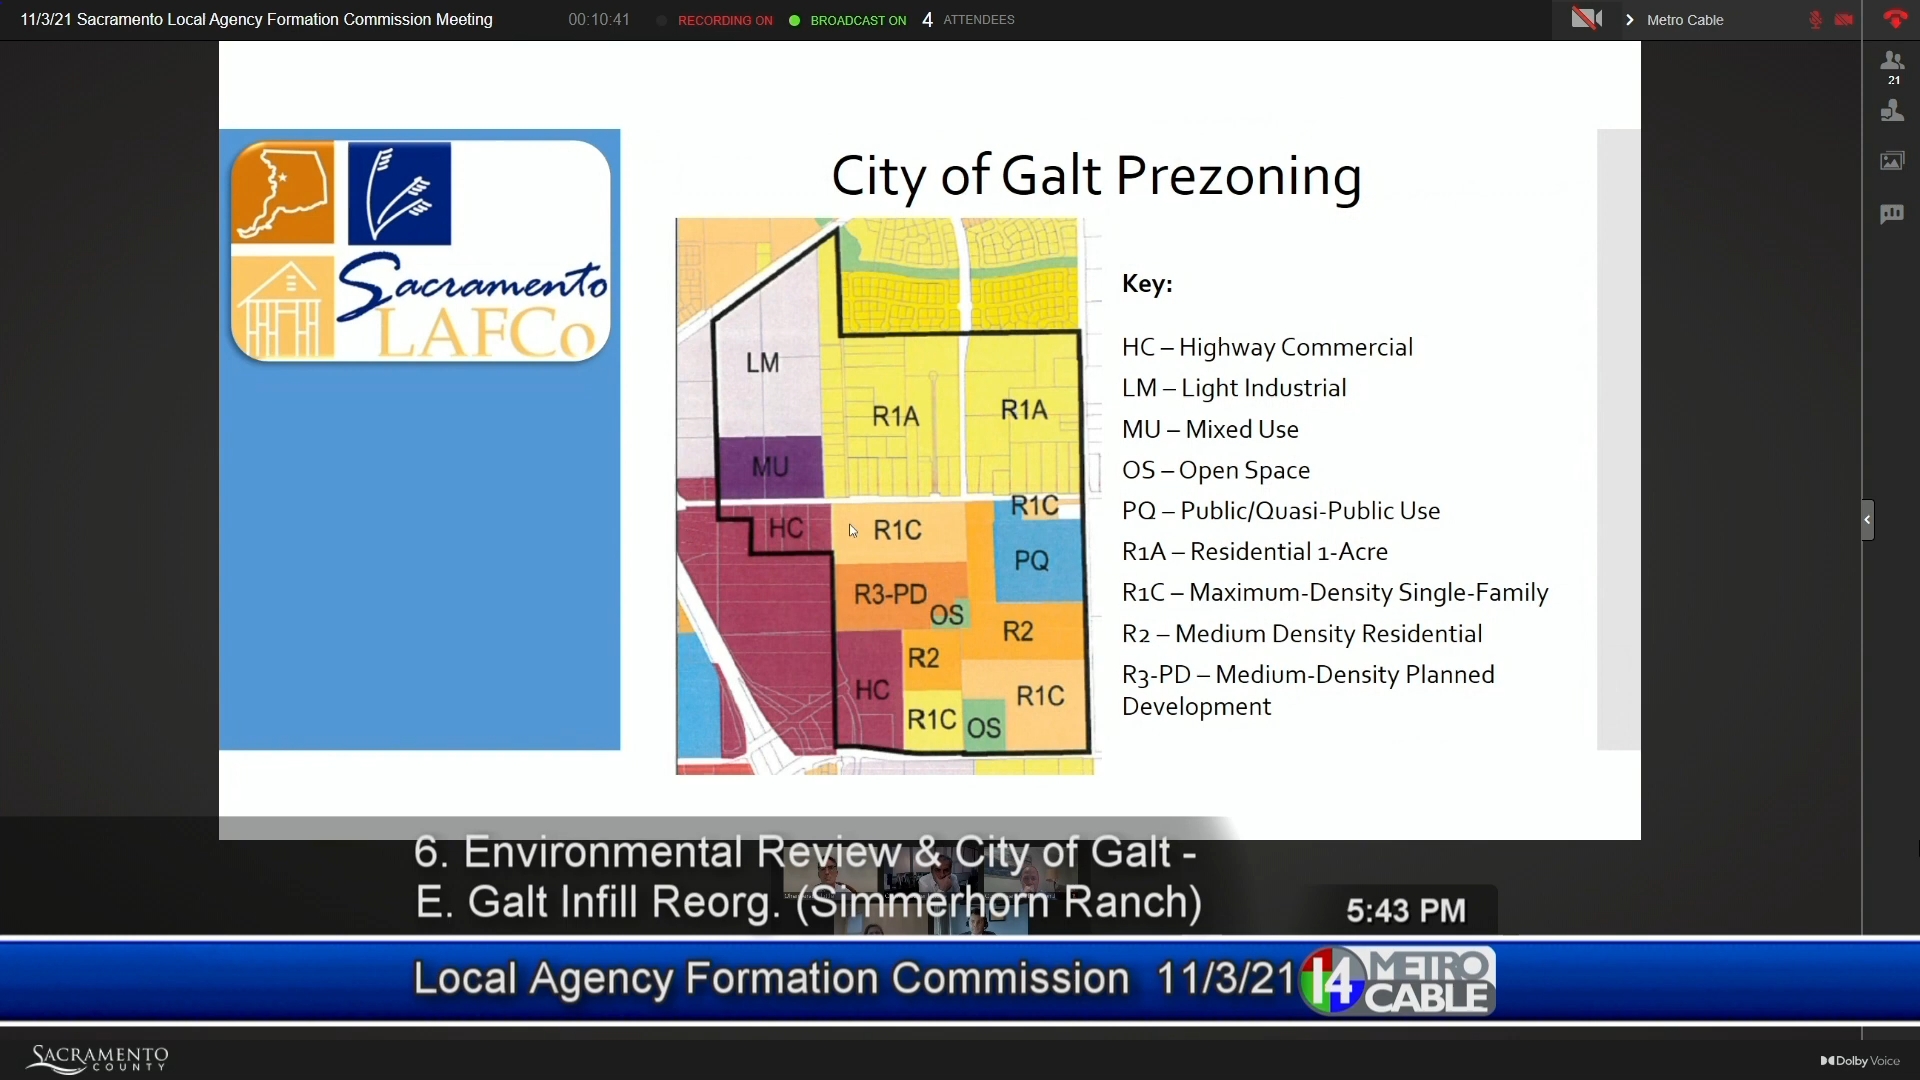 11/3/21 Sacramento Local Agency Formation Commission Meeting
00:10:41
RECORDING ON
BROADCAST ON
4 ATTENDEES
Metro Cable
21
Sacramento
LAFCo
City of Galt Prezoning
LM
R1A
R1A
MU
R1C
HC
R1C
PQ
R3-PD
OS
R2
R2
HC
R1C
R1C
OS
Key:
HC – Highway Commercial
LM – Light Industrial
MU – Mixed Use
OS – Open Space
PQ – Public/Quasi-Public Use
R1A – Residential 1-Acre
R1C – Maximum-Density Single-Family
R2 – Medium Density Residential
R3-PD – Medium-Density Planned
Development
6. Environmental Review & City of Galt -
E. Galt Infill Reorg. (Simmerhorn Ranch)
5:43 PM
Local Agency Formation Commission 11/3/21
14 METRO
CABLE
SACRAMENTO
COUNTY
Dolby Voice